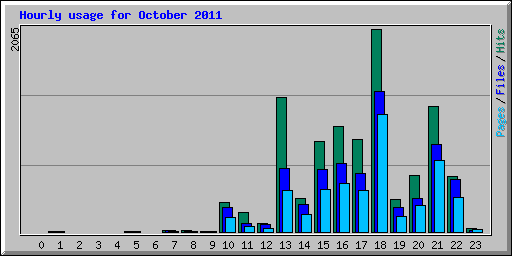 Hourly usage for October 2011
2065
Pages/Files/Hits
0 1 2 3 4 5 6 7 8 9 10 11 12 13 14 15 16 17 18 19 20 21 22 23